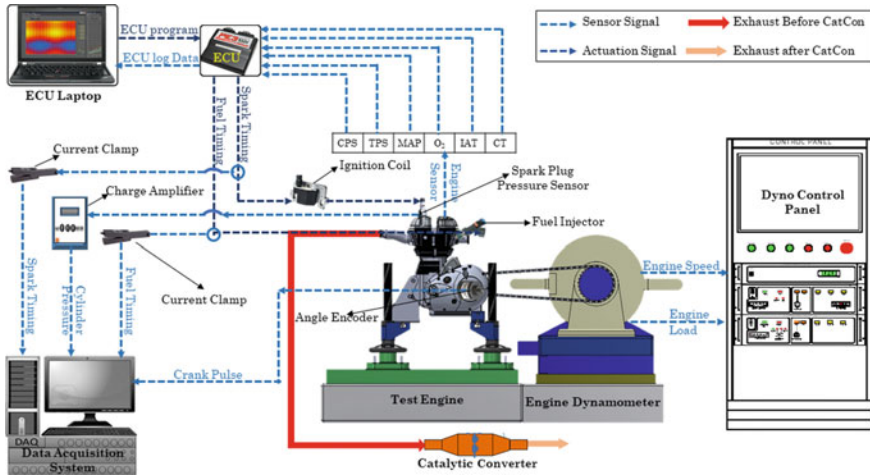 ECU program
ECU log Data
ECU
ECU Laptop
Sensor Signal
Actuation Signal
Exhaust Before CatCon
Exhaust after CatCon
Fuel Timing
Spark Timing
CPS TPS MAP O₂ IAT CT
Current Clamp
Ignition Coil
Engine
Sensor
Spark Plug
Pressure Sensor
Charge Amplifier
Fuel Injector
CONTROL PANEL
Dyno Control
Panel
Spark Timing
Cylinder
Pressure
Fuel Timing
Current Clamp
Angle Encoder
Engine Speed
Engine
Load
Crank Pulse
Test Engine
Engine Dynamometer
DAQ
Data Acquisition
System
Catalytic Converter